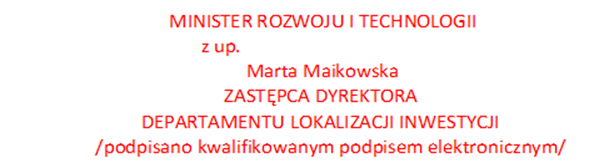 MINISTER ROZWOJU I TECHNOLOGII
z up.
Marta Maikowska
ZASTĘPCA DYREKTORA
DEPARTAMENTU LOKALIZACJI INWESTYCJI
/podpisano kwalifikowanym podpisem elektronicznym/